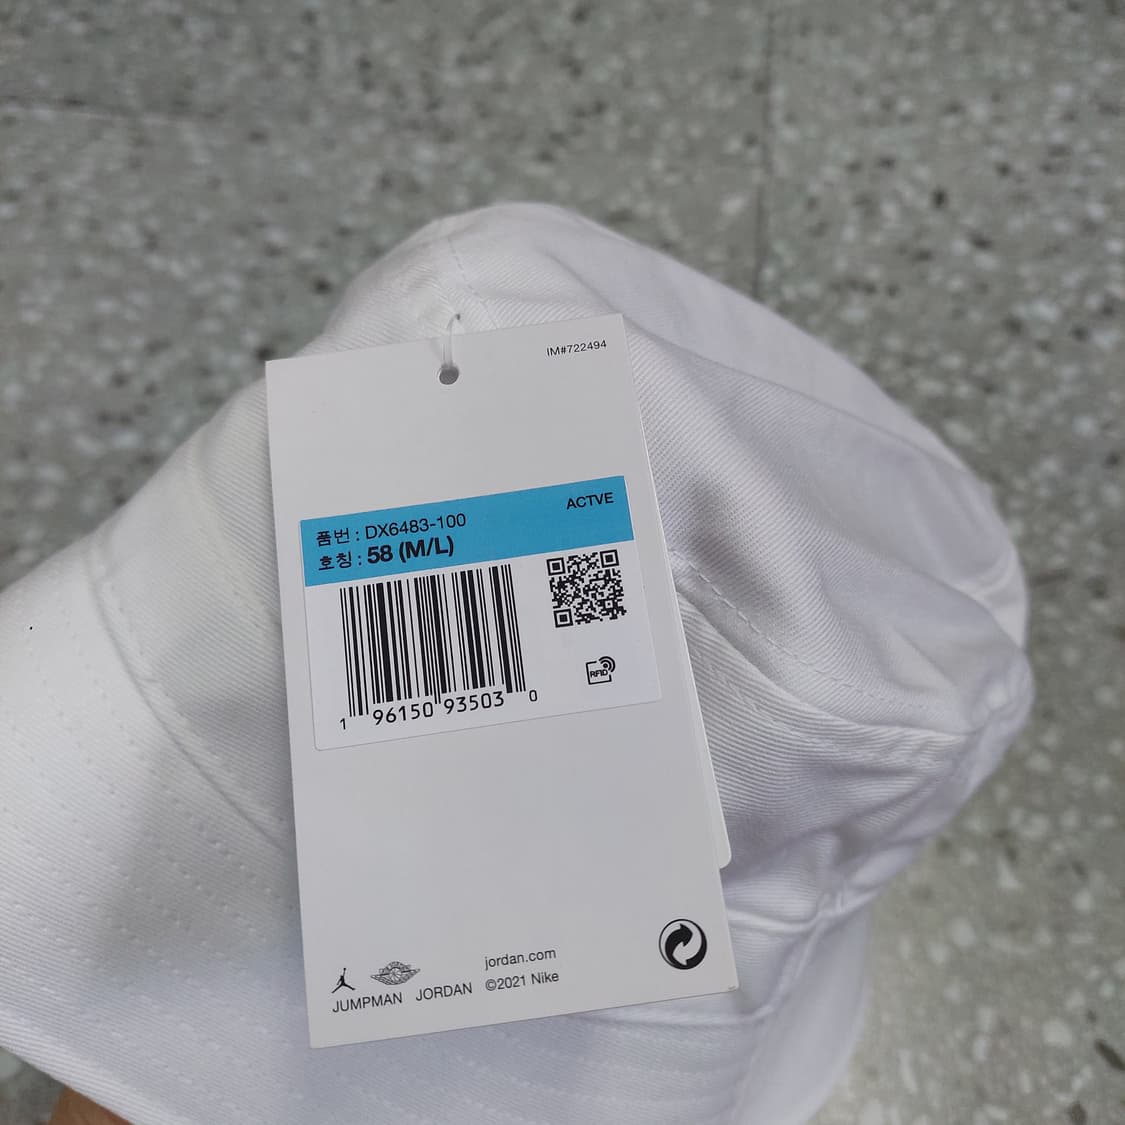 IM#722494
ACTVE
품번 : DX6483-100
호칭 : 58 (M/L)
RFID
1 96150 93503 0
jordan.com
JUMPMAN JORDAN ©2021 Nike